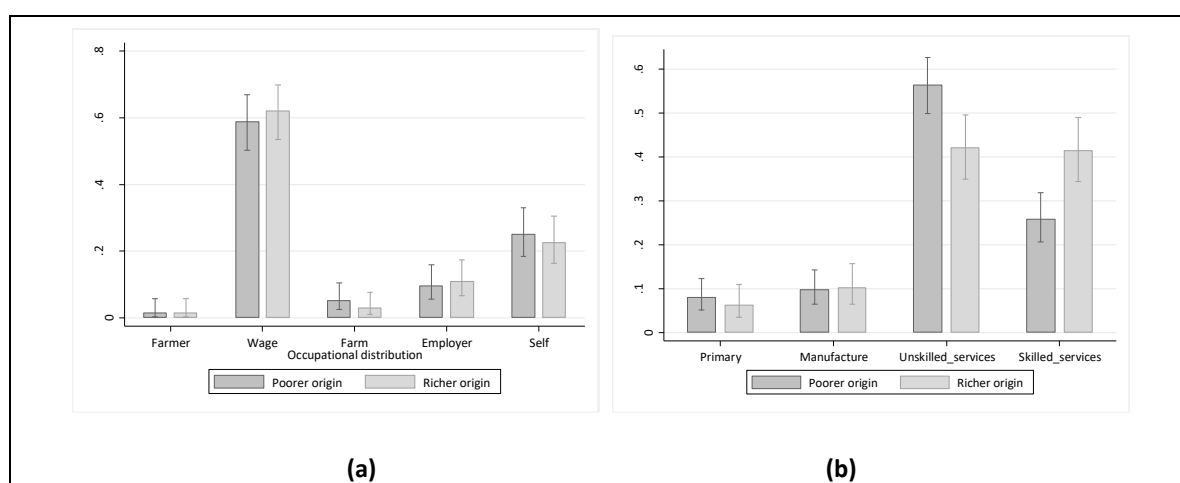 .8
.6
.4
.2
0
Farmer Wage Farm Employer Self
Occupational distribution
Poorer origin Richer origin
(a)
.6
.5
.4
.3
.2
.1
0
Primary Manufacture Unskilled_services Skilled_services
Poorer origin Richer origin
(b)